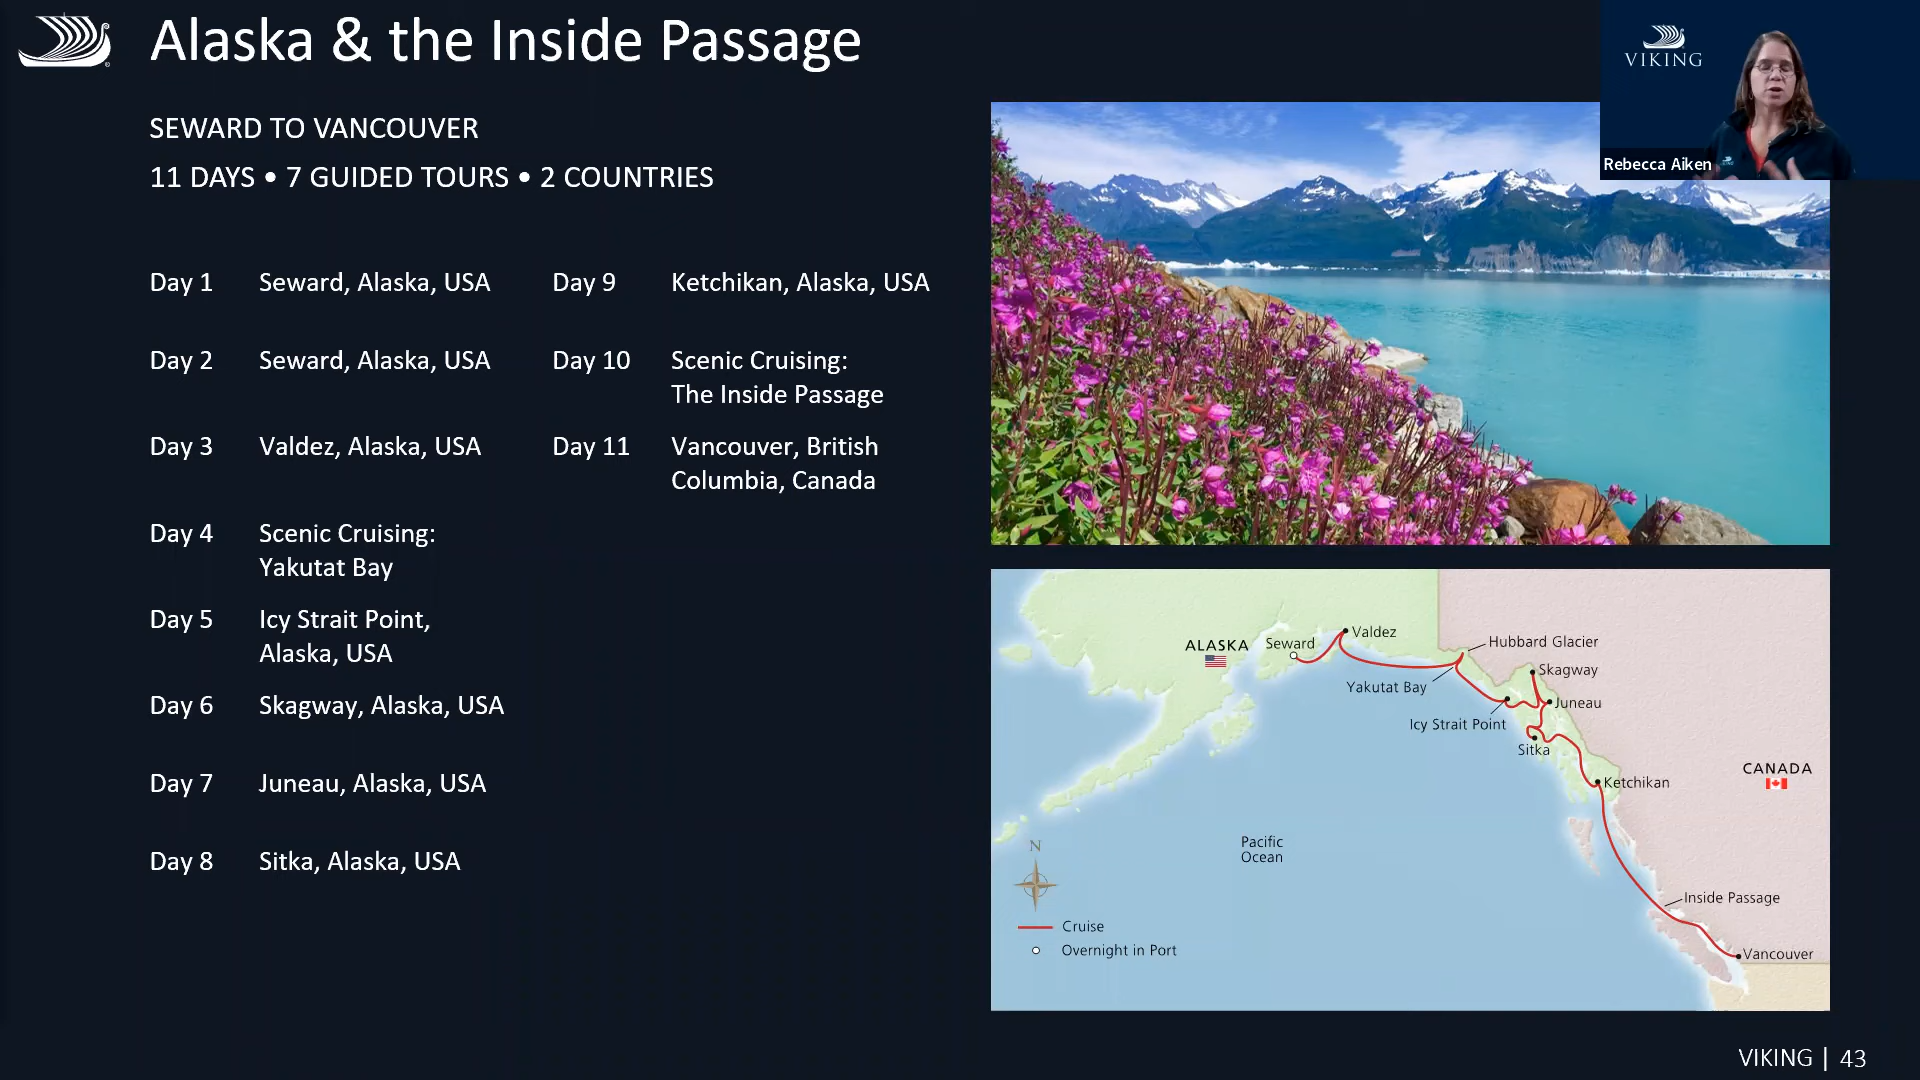 Alaska & the Inside Passage
VIKING
Rebecca Aiken
SEWARD TO VANCOUVER
11 DAYS • 7 GUIDED TOURS • 2 COUNTRIES
Day 1 Seward, Alaska, USA
Day 2 Seward, Alaska, USA
Day 3 Valdez, Alaska, USA
Day 4 Scenic Cruising:
Yakutat Bay
Day 5 Icy Strait Point,
Alaska, USA
Day 6 Skagway, Alaska, USA
Day 7 Juneau, Alaska, USA
Day 8 Sitka, Alaska, USA
Day 9 Ketchikan, Alaska, USA
Day 10 Scenic Cruising:
The Inside Passage
Day 11 Vancouver, British
Columbia, Canada
ALASKA
Seward
Valdez
Hubbard Glacier
Skagway
Yakutat Bay
Juneau
Icy Strait Point
Sitka
Ketchikan
CANADA
Pacific
Ocean
N
Inside Passage
Cruise
Overnight in Port
Vancouver
VIKING | 43